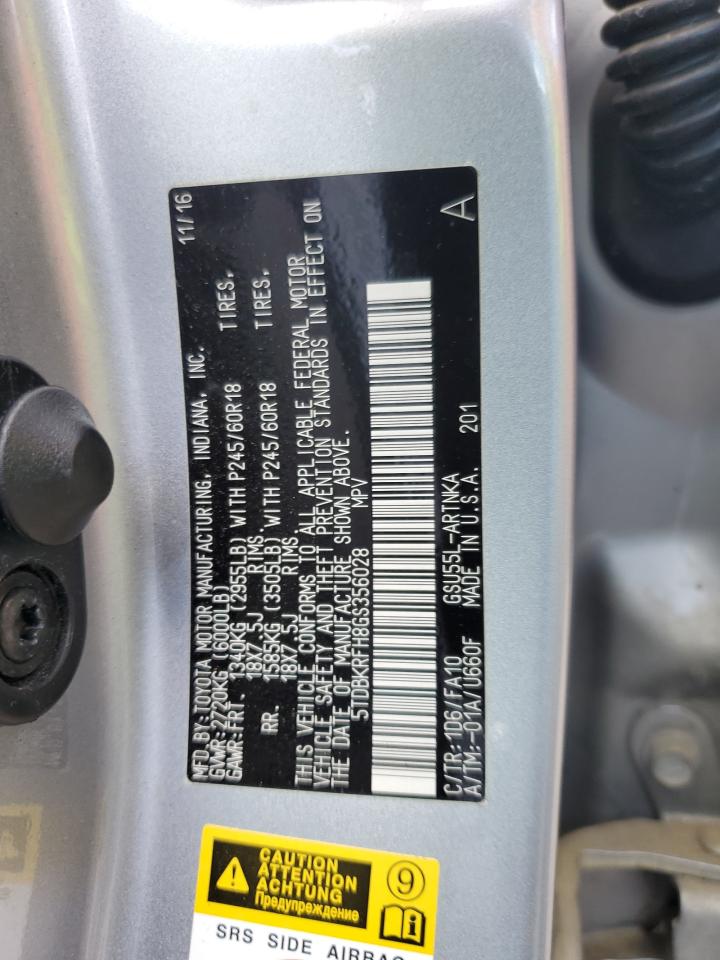 MFD.BY:TOYOTA MOTOR MANUFACTURING, INDIANA, INC. 11/16
GVWR:2720KG (6000LB)
GAWR:FRT. 1340KG (2955LB) WITH P245/60R18 TIRES.
18X7.5J RIMS.
RR. 1585KG (3505LB) WITH P245/60R18 TIRES.
18X7.5J RIMS.
THIS VEHICLE CONFORMS TO ALL APPLICABLE FEDERAL MOTOR
VEHICLE SAFETY AND THEFT PREVENTION STANDARDS IN EFFECT ON
THE DATE OF MANUFACTURE SHOWN ABOVE.
5TDBKRFH8GS356028 MPV
C/TR:1D6/FA10 GSU55L-ARTNKA A
A/TM:-01A/U660F MADE IN U.S.A. 201
CAUTION
ATTENTION
ACHTUNG
Предупреждение
9
i
SRS SIDE AIRBAG